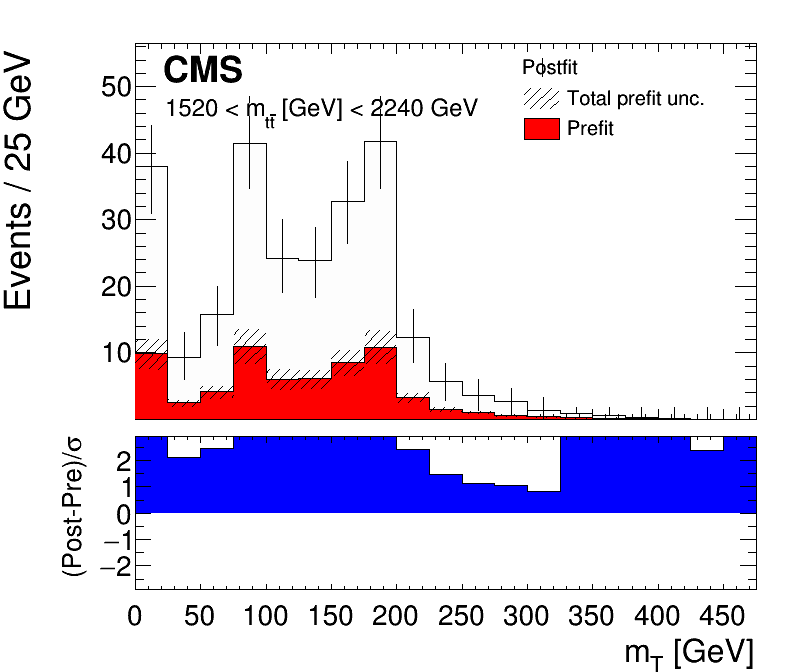 Events / 25 GeV
CMS
1520 < m_tt̄ [GeV] < 2240 GeV
Postfit
Total prefit unc.
Prefit
50
40
30
20
10
(Post-Pre)/σ
2
1
0
−1
−2
0 50 100 150 200 250 300 350 400 450
m_T [GeV]